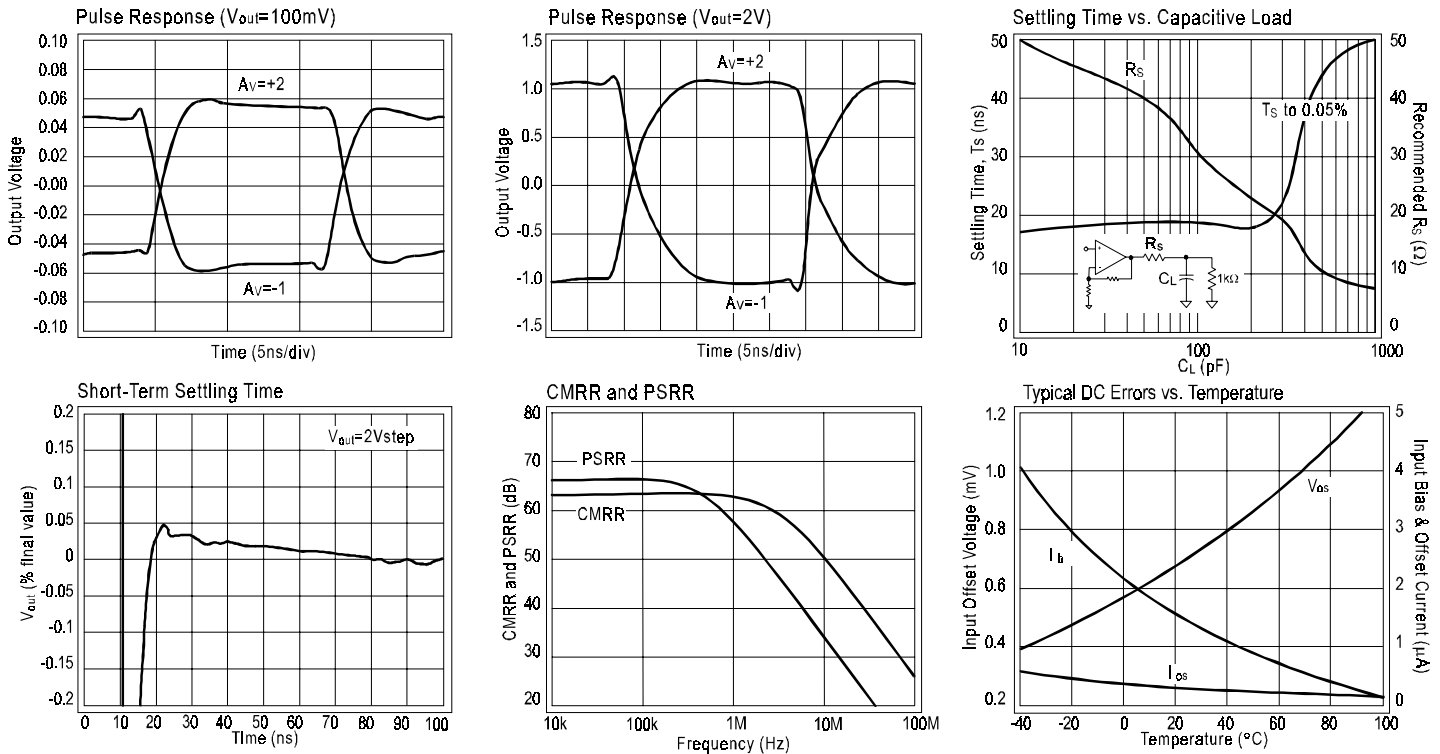 Pulse Response (Vout=100mV)
0.10
0.08
0.06
0.04
0.02
-0.00
-0.02
-0.04
-0.06
-0.08
-0.10
Output Voltage
AV=+2
AV=-1
Time (5ns/div)
Pulse Response (Vout=2V)
1.5
1.0
0.5
0.0
-0.5
-1.0
-1.5
Output Voltage
AV=+2
AV=-1
Time (5ns/div)
Settling Time vs. Capacitive Load
50
40
30
20
10
0
Settling Time, Ts (ns)
RS
TS to 0.05%
Rs
CL
1kΩ
+
-
50
40
30
20
10
0
Recommended RS (Ω)
10
100
1000
CL (pF)
Short-Term Settling Time
0.2
0.15
0.1
0.05
0
-0.05
-0.1
-0.15
-0.2
Vout (% final value)
Vout=2Vstep
0 10 20 30 40 50 60 70 80 90 100
Time (ns)
CMRR and PSRR
80
70
60
50
40
30
20
CMRR and PSRR (dB)
PSRR
CMRR
10k 100k 1M 10M 100M
Frequency (Hz)
Typical DC Errors vs. Temperature
1.2
1.0
0.8
0.6
0.4
0.2
Input Offset Voltage (mV)
VOS
Ib
IOS
5
4
3
2
1
0
Input Bias & Offset Current (μA)
-40 -20 0 20 40 60 80 100
Temperature (°C)